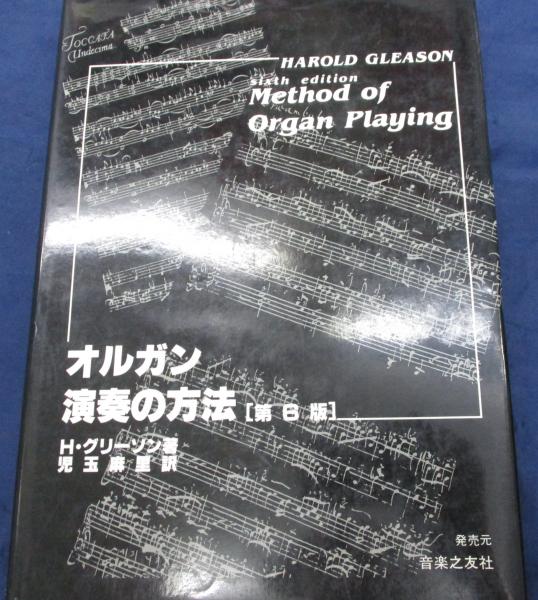 TOCCATA
Undecima.
HAROLD GLEASON
sixth edition
Method of
Organ Playing
オルガン
演奏の方法[第6版]
H・グリーソン著
児玉麻里訳
発売元
音楽之友社